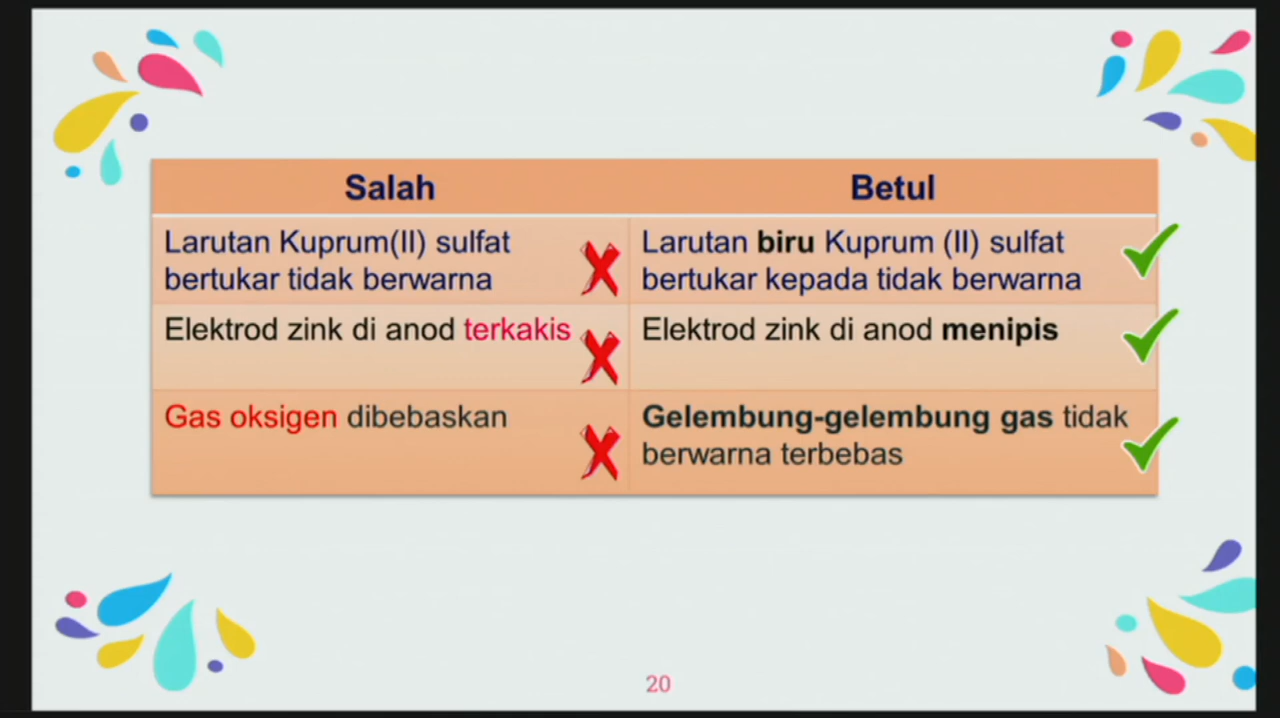 Salah
Betul
Larutan Kuprum(II) sulfat
bertukar tidak berwarna
Larutan biru Kuprum (II) sulfat
bertukar kepada tidak berwarna
Elektrod zink di anod terkakis
Elektrod zink di anod menipis
Gas oksigen dibebaskan
Gelembung-gelembung gas tidak
berwarna terbebas
20